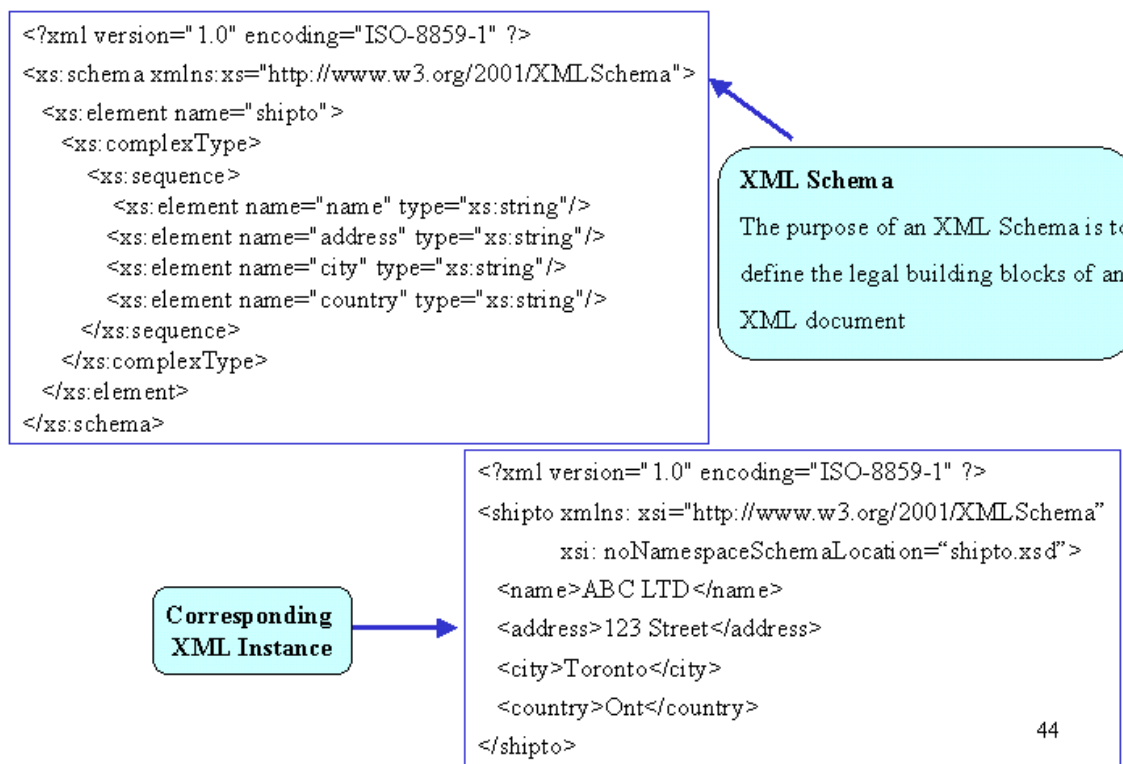 <?xml version="1.0" encoding="ISO-8859-1" ?>
<xs:schema xmlns:xs="http://www.w3.org/2001/XMLSchema">
<xs:element name="shipto">
<xs:complexType>
<xs:sequence>
<xs:element name="name" type="xs:string"/>
<xs:element name="address" type="xs:string"/>
<xs:element name="city" type="xs:string"/>
<xs:element name="country" type="xs:string"/>
</xs:sequence>
</xs:complexType>
</xs:element>
</xs:schema>
XML Schema
The purpose of an XML Schema is to
define the legal building blocks of an
XML document
Corresponding
XML Instance
<?xml version="1.0" encoding="ISO-8859-1" ?>
<shipto xmlns: xsi="http://www.w3.org/2001/XMLSchema”
xsi: noNamespaceSchemaLocation=“shipto.xsd”>
<name>ABC LTD</name>
<address>123 Street</address>
<city>Toronto</city>
<country>Ont</country>
</shipto>
44